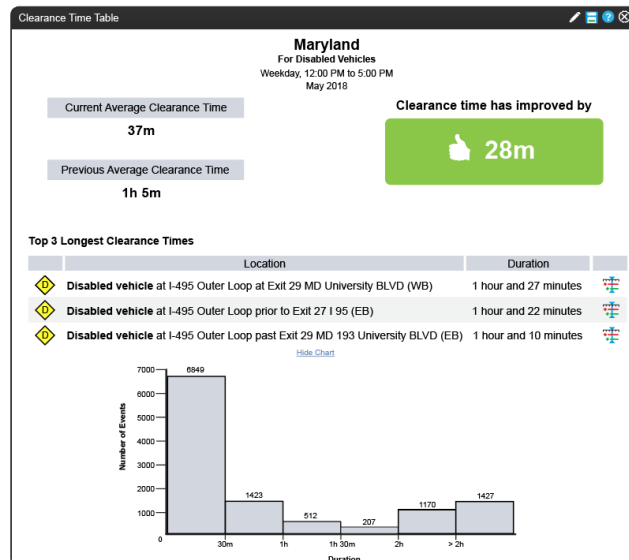 Clearance Time Table
Maryland
For Disabled Vehicles
Weekday, 12:00 PM to 5:00 PM
May 2018
Current Average Clearance Time
37m
Previous Average Clearance Time
1h 5m
Clearance time has improved by
28m
Top 3 Longest Clearance Times
Location Duration
D Disabled vehicle at I-495 Outer Loop at Exit 29 MD University BLVD (WB) 1 hour and 27 minutes
D Disabled vehicle at I-495 Outer Loop prior to Exit 27 I 95 (EB) 1 hour and 22 minutes
D Disabled vehicle at I-495 Outer Loop past Exit 29 MD 193 University BLVD (EB) 1 hour and 10 minutes
Hide Chart
Number of Events
7000
6000
5000
4000
3000
2000
1000
0
6849
1423
512
207
1170
1427
30m 1h 1h 30m 2h > 2h
Duration